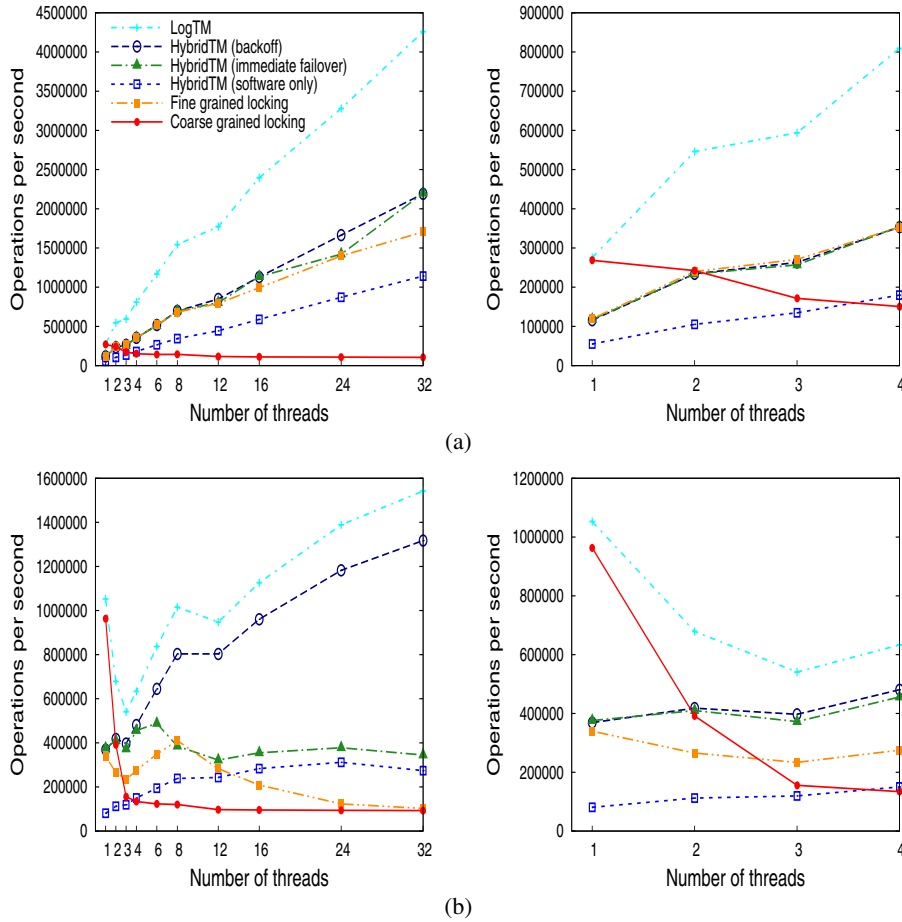 4500000
4000000
3500000
3000000
2500000
2000000
1500000
1000000
500000
0
Operations per second
LogTM
HybridTM (backoff)
HybridTM (immediate failover)
HybridTM (software only)
Fine grained locking
Coarse grained locking
1 2 3 4 6 8 12 16 24 32
Number of threads
900000
800000
700000
600000
500000
400000
300000
200000
100000
0
Operations per second
1 2 3 4
Number of threads
(a)
1600000
1400000
1200000
1000000
800000
600000
400000
200000
0
Operations per second
1 2 3 4 6 8 12 16 24 32
Number of threads
1200000
1000000
800000
600000
400000
200000
0
Operations per second
1 2 3 4
Number of threads
(b)